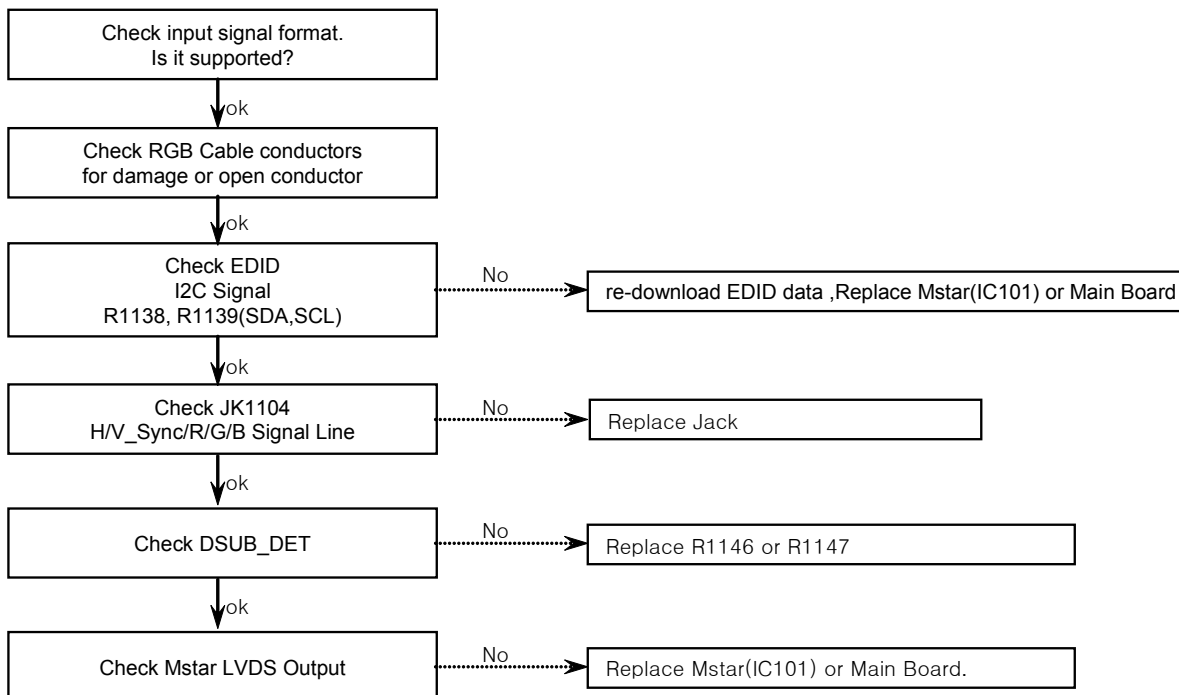 Check input signal format.
Is it supported?
ok
Check RGB Cable conductors
for damage or open conductor
ok
Check EDID
I2C Signal
R1138, R1139(SDA,SCL)
No
re-download EDID data ,Replace Mstar(IC101) or Main Board
ok
Check JK1104
H/V_Sync/R/G/B Signal Line
No
Replace Jack
ok
Check DSUB_DET
No
Replace R1146 or R1147
ok
Check Mstar LVDS Output
No
Replace Mstar(IC101) or Main Board.